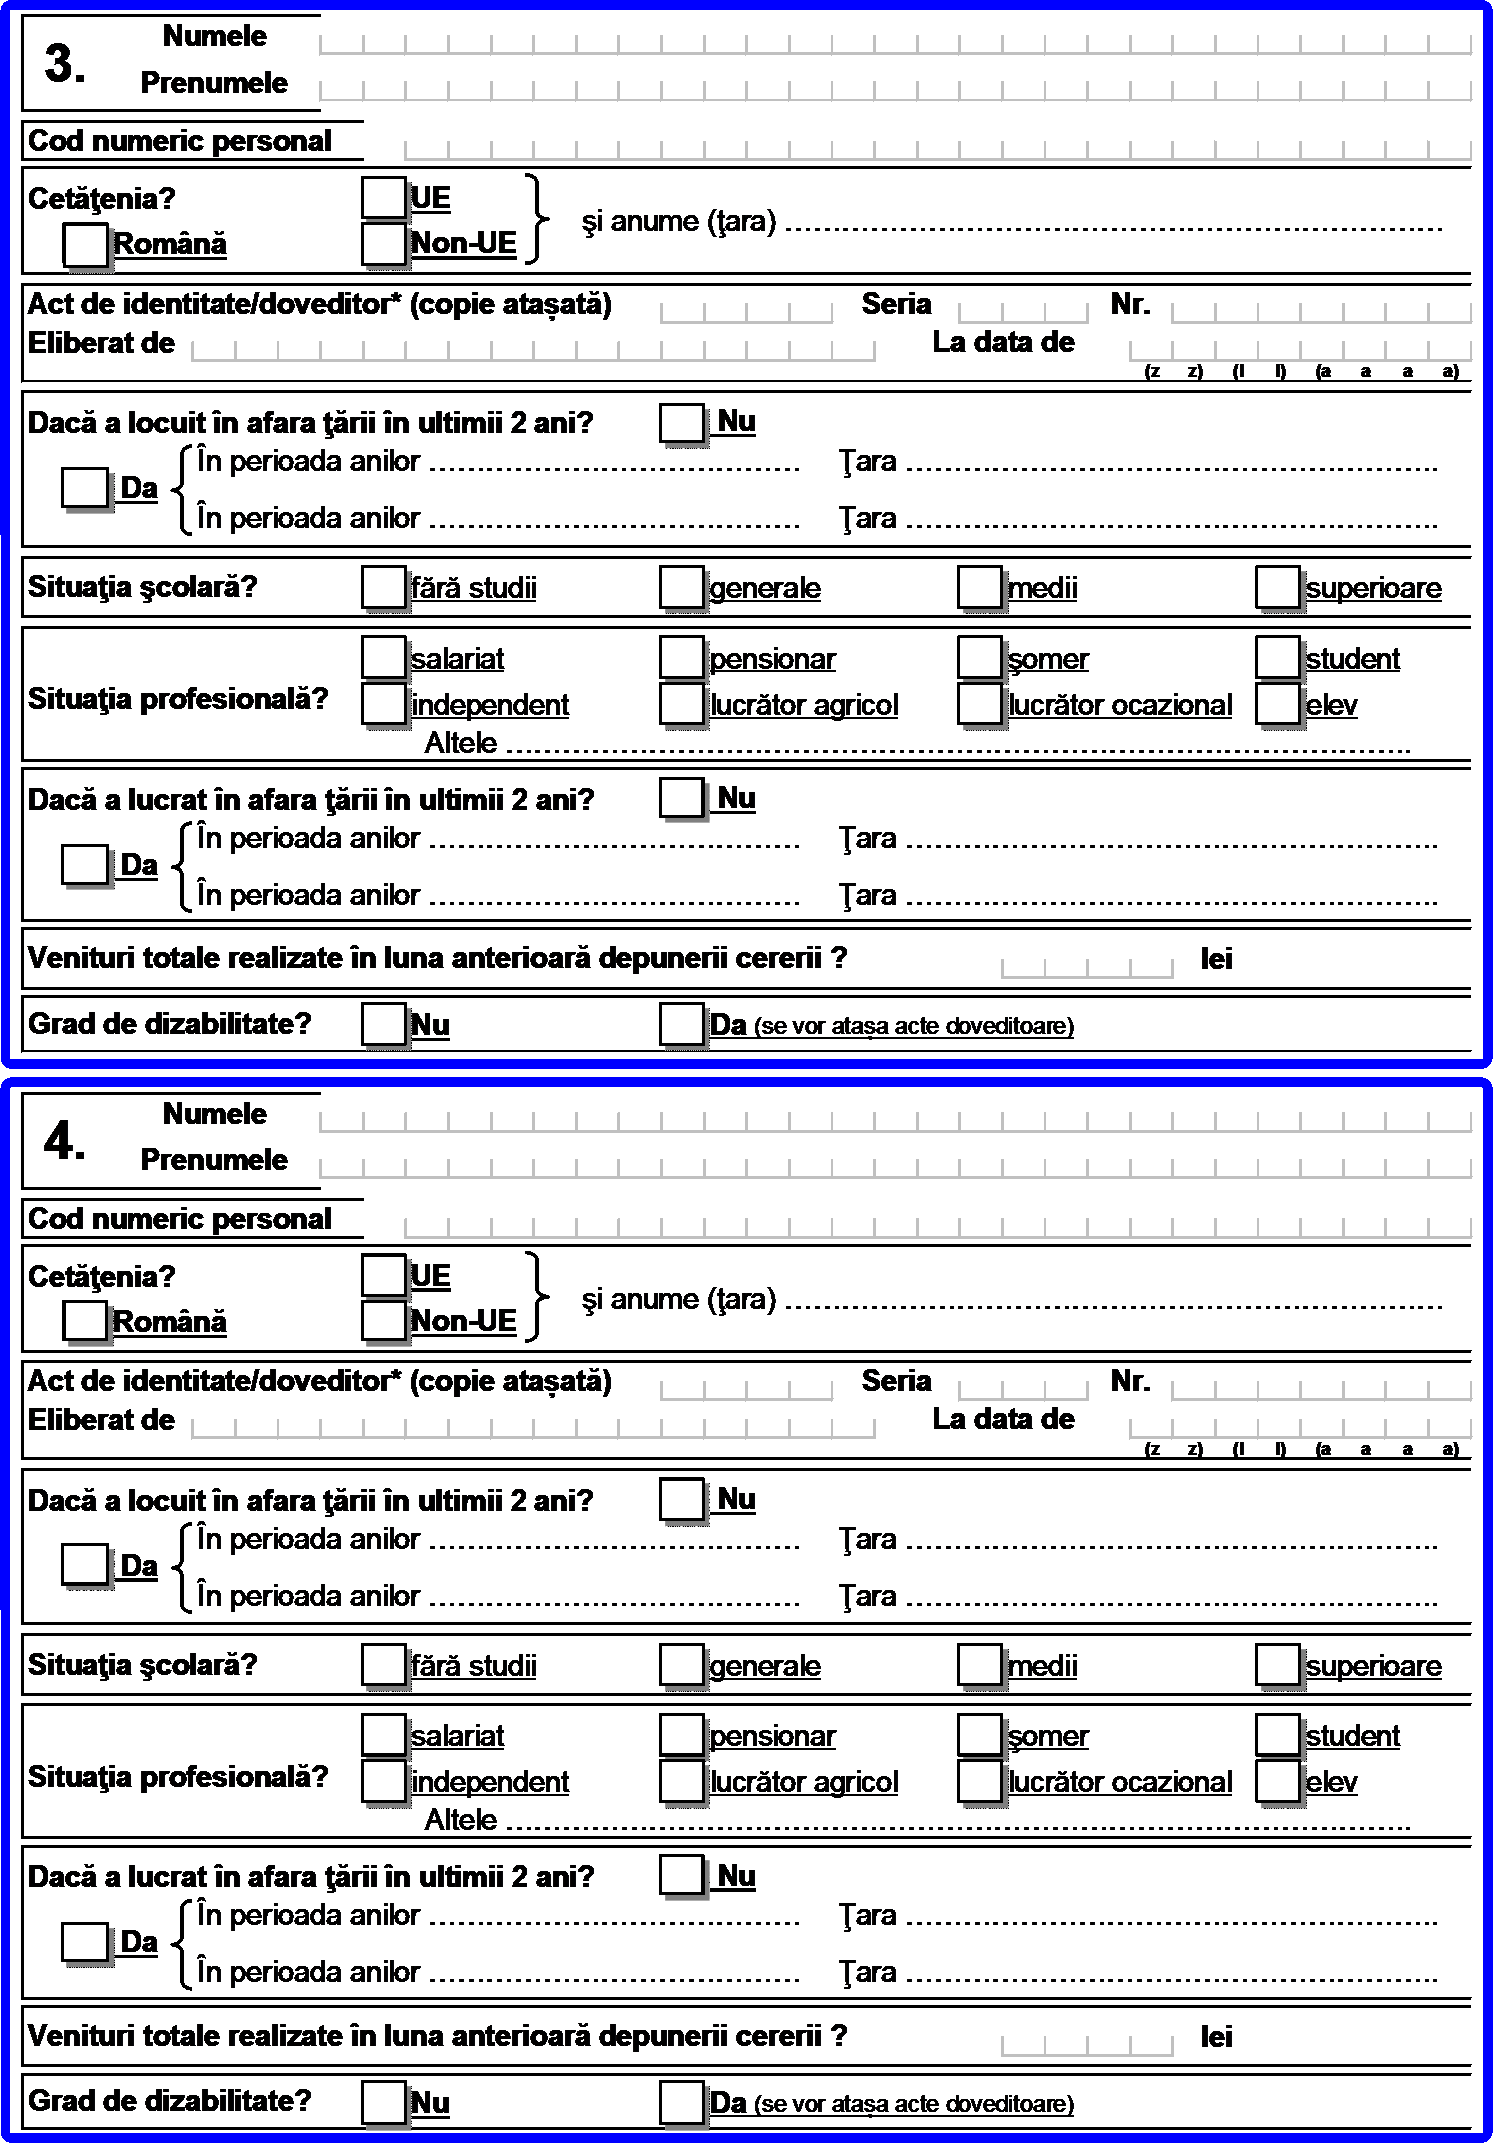 3. Numele
Prenumele
Cod numeric personal
Cetăţenia? UE
Română Non-UE şi anume (ţara) ................................................................
Act de identitate/doveditor* (copie atașată) Seria Nr.
Eliberat de La data de
(z z) (l l) (a a a a)
Dacă a locuit în afara ţării în ultimii 2 ani? Nu
În perioada anilor .................................... Ţara ....................................................
Da
În perioada anilor .................................... Ţara ....................................................
Situaţia şcolară? fără studii generale medii superioare
salariat pensionar şomer student
Situaţia profesională? independent lucrător agricol lucrător ocazional elev
Altele ........................................................................................
Dacă a lucrat în afara ţării în ultimii 2 ani? Nu
În perioada anilor .................................... Ţara ....................................................
Da
În perioada anilor .................................... Ţara ....................................................
Venituri totale realizate în luna anterioară depunerii cererii ? lei
Grad de dizabilitate? Nu Da (se vor atașa acte doveditoare)
4. Numele
Prenumele
Cod numeric personal
Cetăţenia? UE
Română Non-UE şi anume (ţara) ................................................................
Act de identitate/doveditor* (copie atașată) Seria Nr.
Eliberat de La data de
(z z) (l l) (a a a a)
Dacă a locuit în afara ţării în ultimii 2 ani? Nu
În perioada anilor .................................... Ţara ....................................................
Da
În perioada anilor .................................... Ţara ....................................................
Situaţia şcolară? fără studii generale medii superioare
salariat pensionar şomer student
Situaţia profesională? independent lucrător agricol lucrător ocazional elev
Altele ........................................................................................
Dacă a lucrat în afara ţării în ultimii 2 ani? Nu
În perioada anilor .................................... Ţara ....................................................
Da
În perioada anilor .................................... Ţara ....................................................
Venituri totale realizate în luna anterioară depunerii cererii ? lei
Grad de dizabilitate? Nu Da (se vor atașa acte doveditoare)